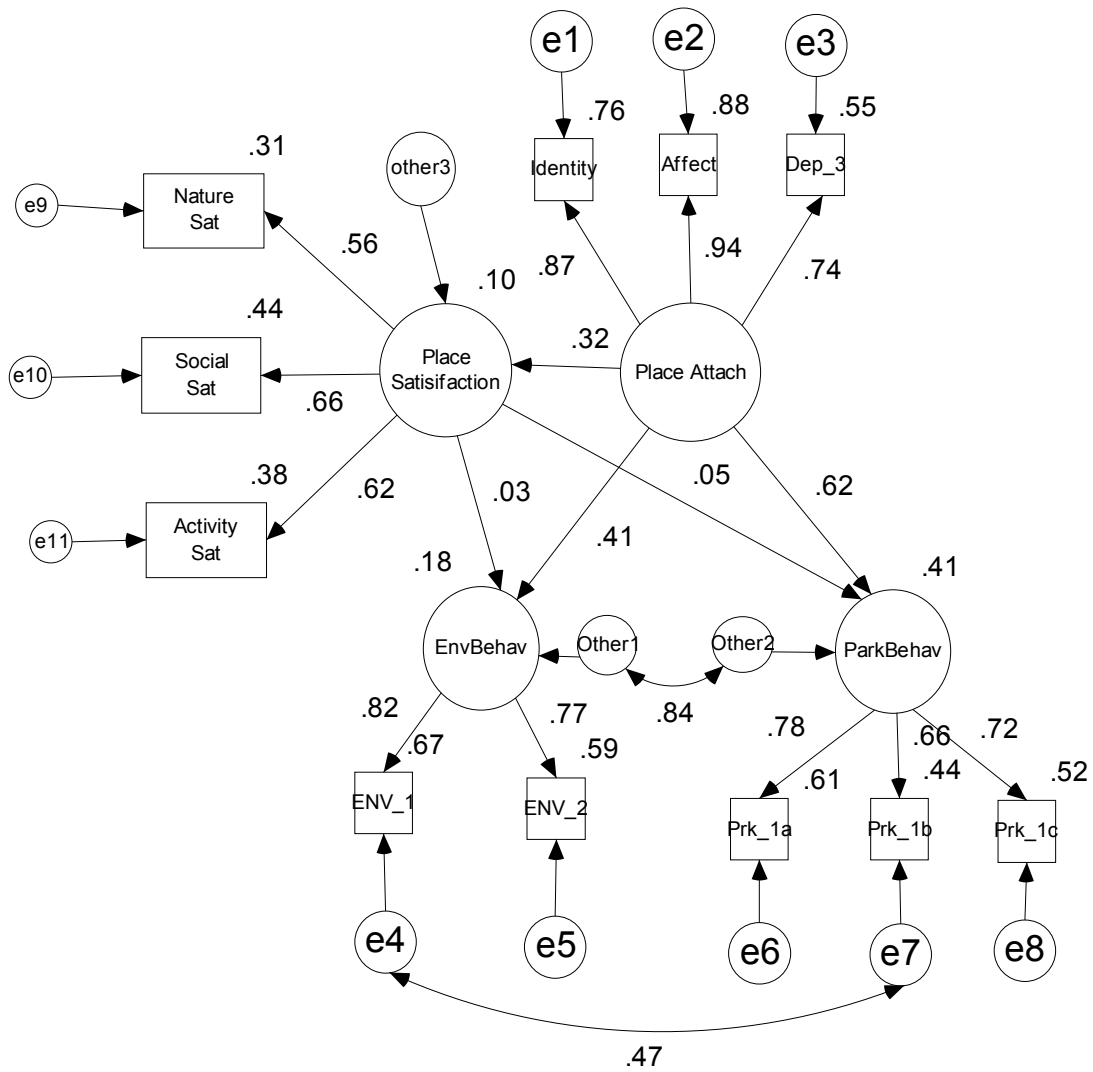 e1
e2
e3
.76
.88
.55
.31
other3
Identity
Affect
Dep_3
e9
Nature
Sat
.56
.87
.94
.74
.10
.44
.32
e10
Social
Sat
Place
Satisifaction
Place Attach
.66
.38
.62
.03
.05
.62
e11
Activity
Sat
.41
.18
.41
EnvBehav
Other1
Other2
ParkBehav
.82
.77
.84
.78
.66
.72
.67
.59
.61
.44
.52
ENV_1
ENV_2
Prk_1a
Prk_1b
Prk_1c
e4
e5
e6
e7
e8
.47